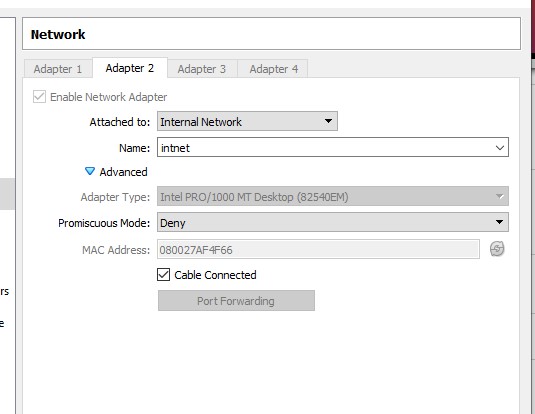 Network
Adapter 1 Adapter 2 Adapter 3 Adapter 4
Enable Network Adapter
Attached to: Internal Network
Name: intnet
Advanced
Adapter Type: Intel PRO/1000 MT Desktop (82540EM)
Promiscuous Mode: Deny
MAC Address: 080027AF4F66
Cable Connected
rs
Port Forwarding
e